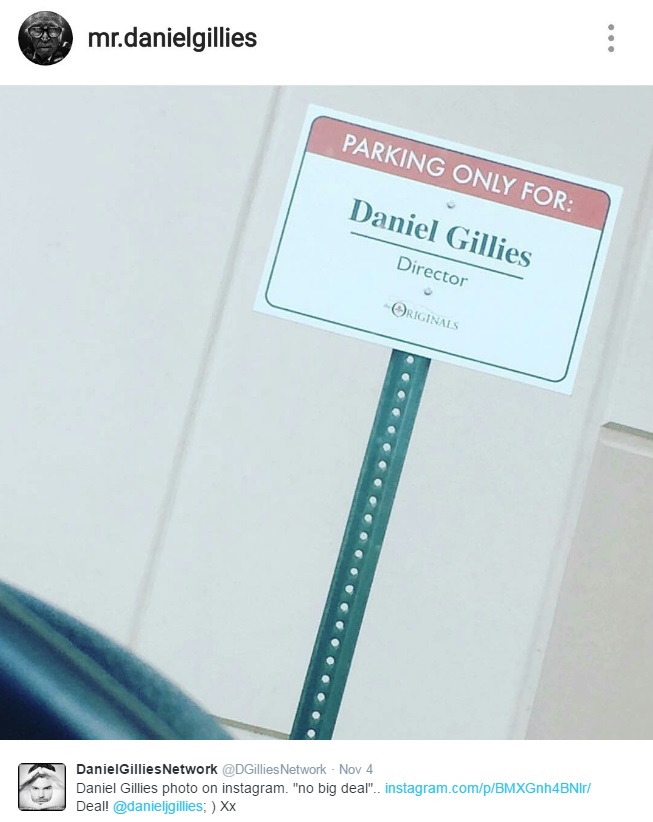 mr.danielgillies
PARKING ONLY FOR:
Daniel Gillies
Director
the ORIGINALS
DanielGilliesNetwork @DGilliesNetwork · Nov 4
Daniel Gillies photo on instagram. "no big deal".. instagram.com/p/BMXGnh4BNlr/
Deal! @danieljgillies; ) Xx